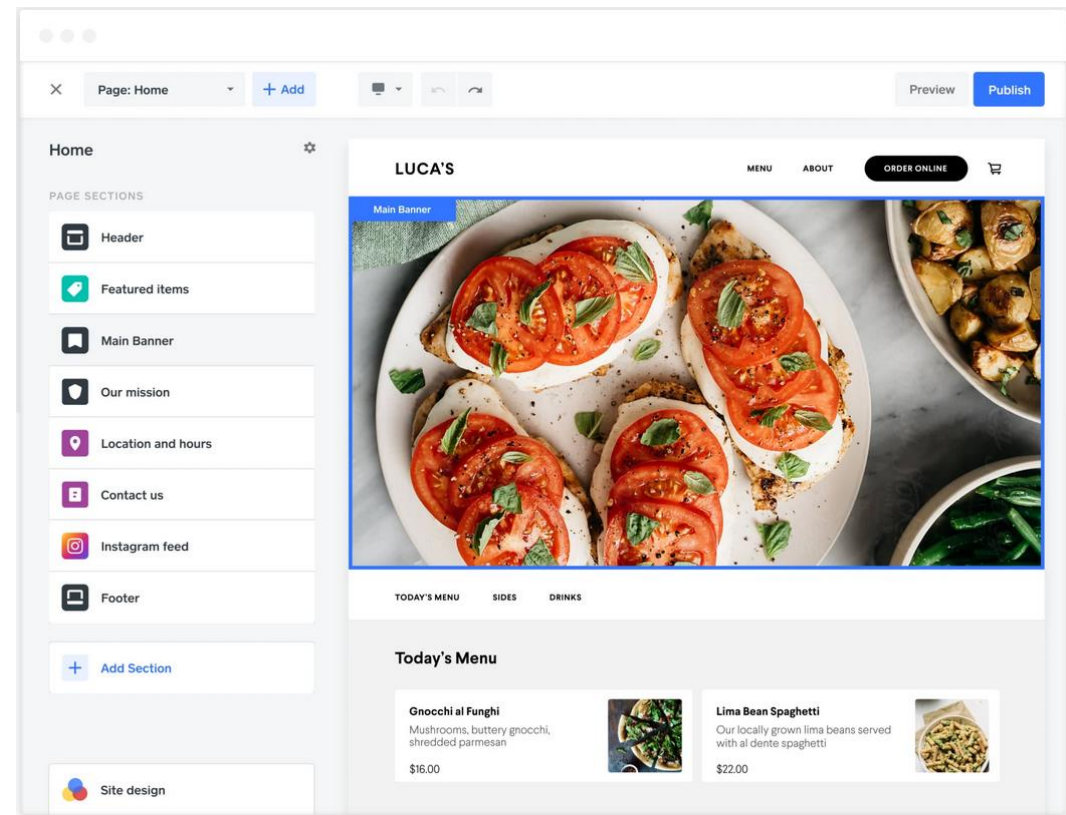 Page: Home
+ Add
Preview
Publish
Home
PAGE SECTIONS
Header
Featured items
Main Banner
Our mission
Location and hours
Contact us
Instagram feed
Footer
+ Add Section
Site design
LUCA'S
MENU
ABOUT
ORDER ONLINE
Main Banner
TODAY'S MENU
SIDES
DRINKS
Today's Menu
Gnocchi al Funghi
Mushrooms, buttery gnocchi,
shredded parmesan
$16.00
Lima Bean Spaghetti
Our locally grown lima beans served
with al dente spaghetti
$22.00